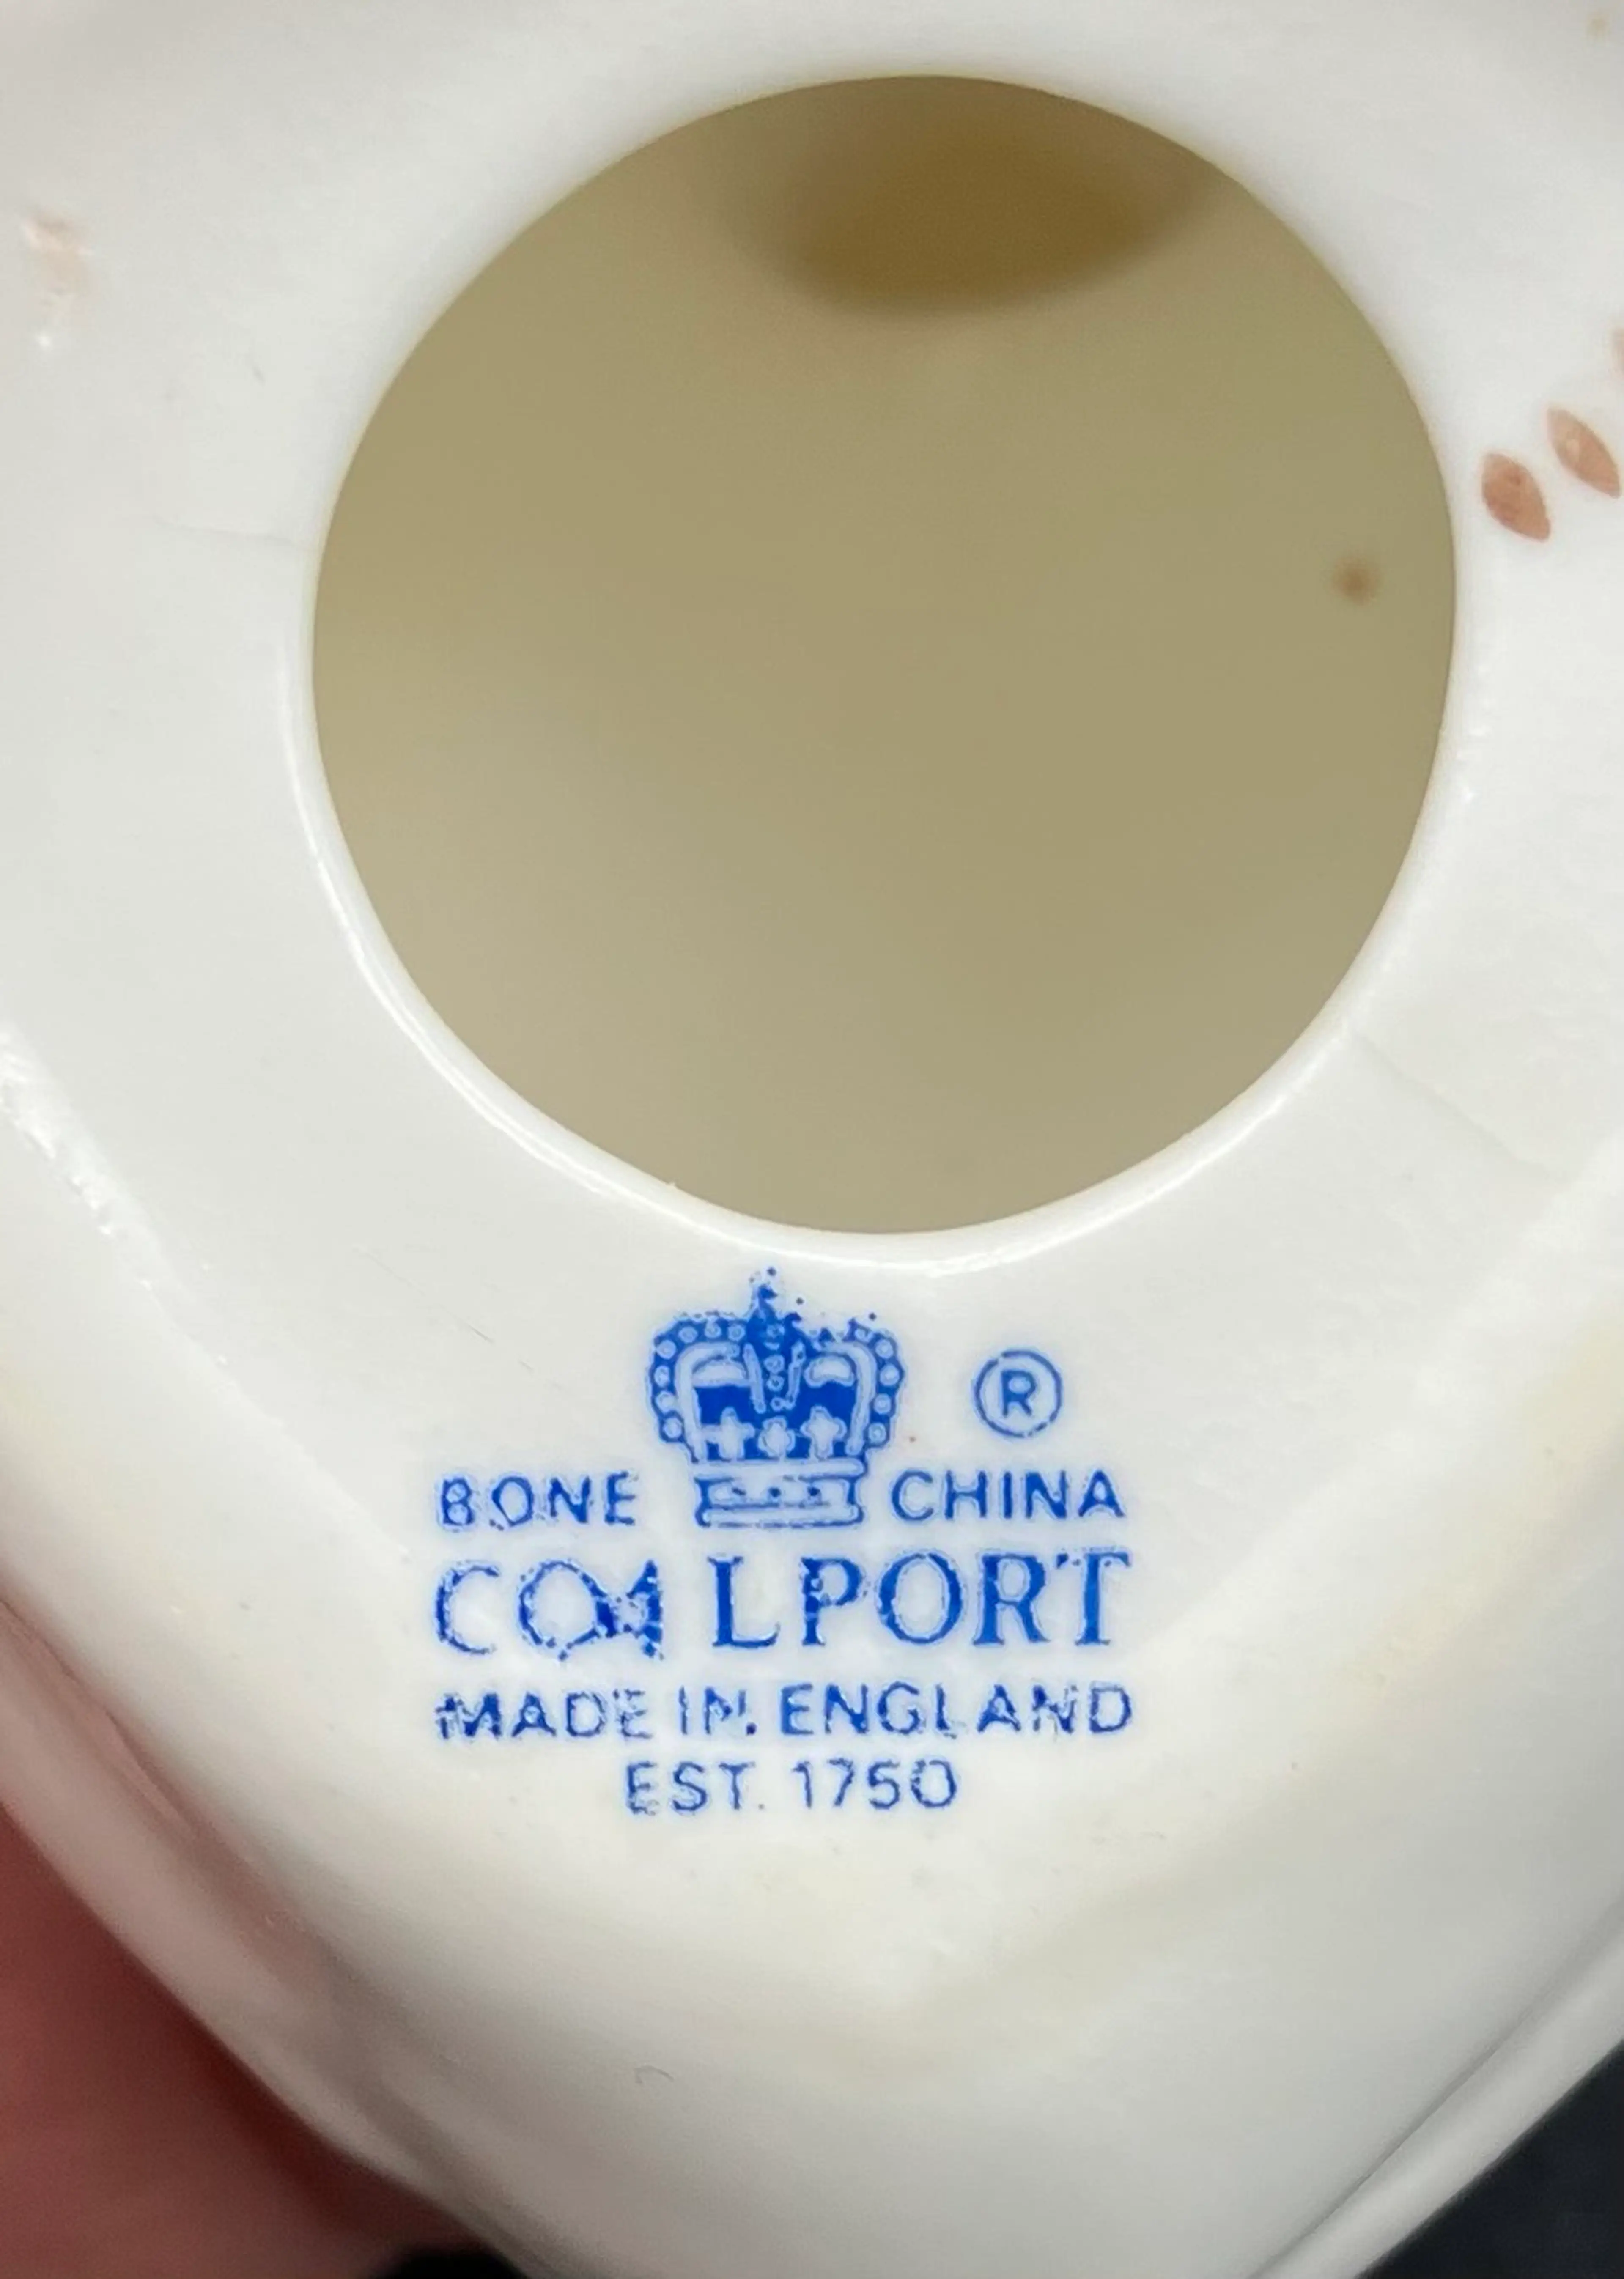 ®
BONE CHINA
COALPORT
MADE IN ENGLAND
EST. 1750